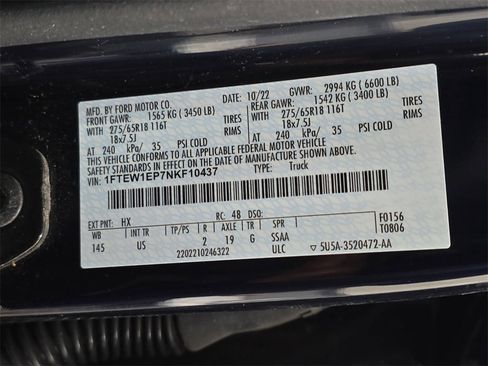 MFD. BY FORD MOTOR CO.
10/22 GVWR: 2994 KG (6600 LB)
FRONT GAWR: 1565 KG (3450 LB) REAR GAWR: 1542 KG (3400 LB)
WITH 275/65R18 116T TIRES WITH 275/65R18 116T TIRES
18x7.5J RIMS 18x7.5J RIMS
AT 240 kPa/ 35 PSI COLD AT 240 kPa/ 35 PSI COLD
THIS VEHICLE CONFORMS TO ALL APPLICABLE FEDERAL MOTOR VEHICLE
SAFETY, BUMPER, AND THEFT PREVENTION STANDARDS IN EFFECT ON THE DATE OF
MANUFACTURE SHOWN ABOVE.
VIN: 1FTEW1EP7NKF10437 TYPE: Truck
EXT PNT: HX RC: 48 DSO: F0156
WB INT TR TP/PS R AXLE TR SPR T0806
145 US 2 19 G SSAA
2202210246322 ULC 5U5A-3520472-AA